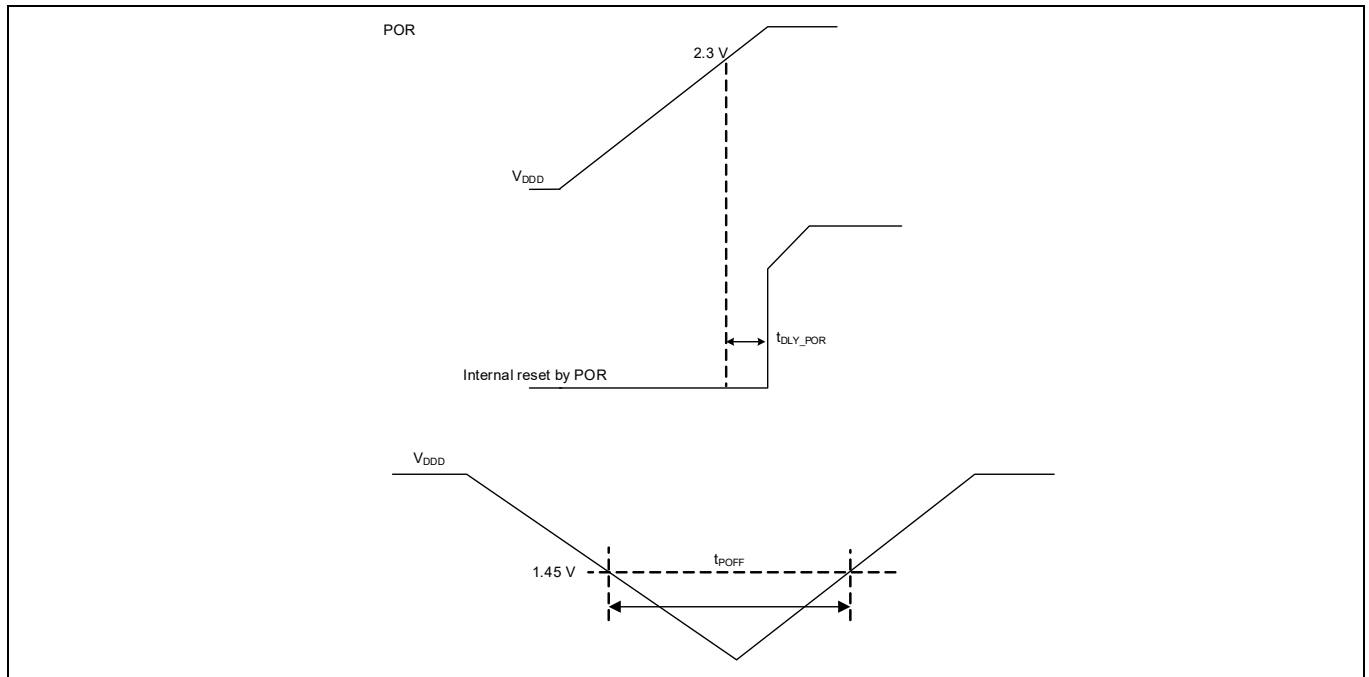 POR
2.3 V
VDDD
tDLY_POR
Internal reset by POR
VDDD
tPOFF
1.45 V